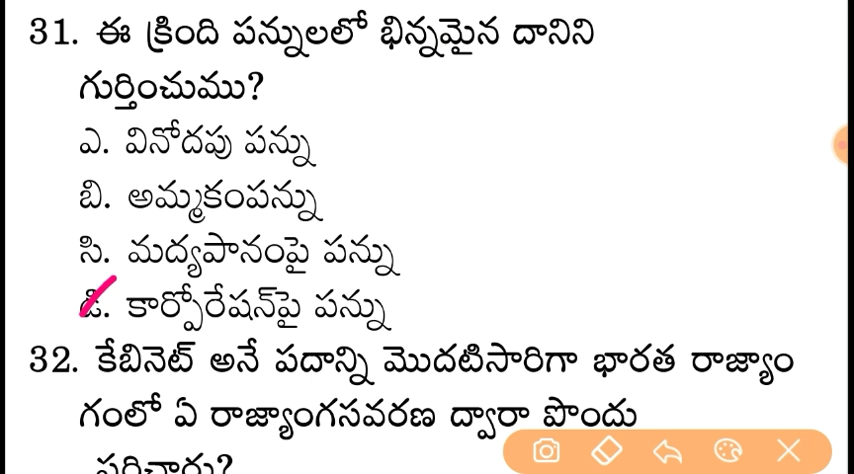 31. ఈ క్రింది పన్నులలో భిన్నమైన దానిని
గుర్తించుము?
ఎ. వినోదపు పన్ను
బి. అమ్మకంపన్ను
సి. మద్యపానంపై పన్ను
డి. కార్పోరేషన్‌పై పన్ను
32. కేబినెట్ అనే పదాన్ని మొదటిసారిగా భారత రాజ్యాం
గంలో ఏ రాజ్యాంగసవరణ ద్వారా పొందు
పరిచారు?